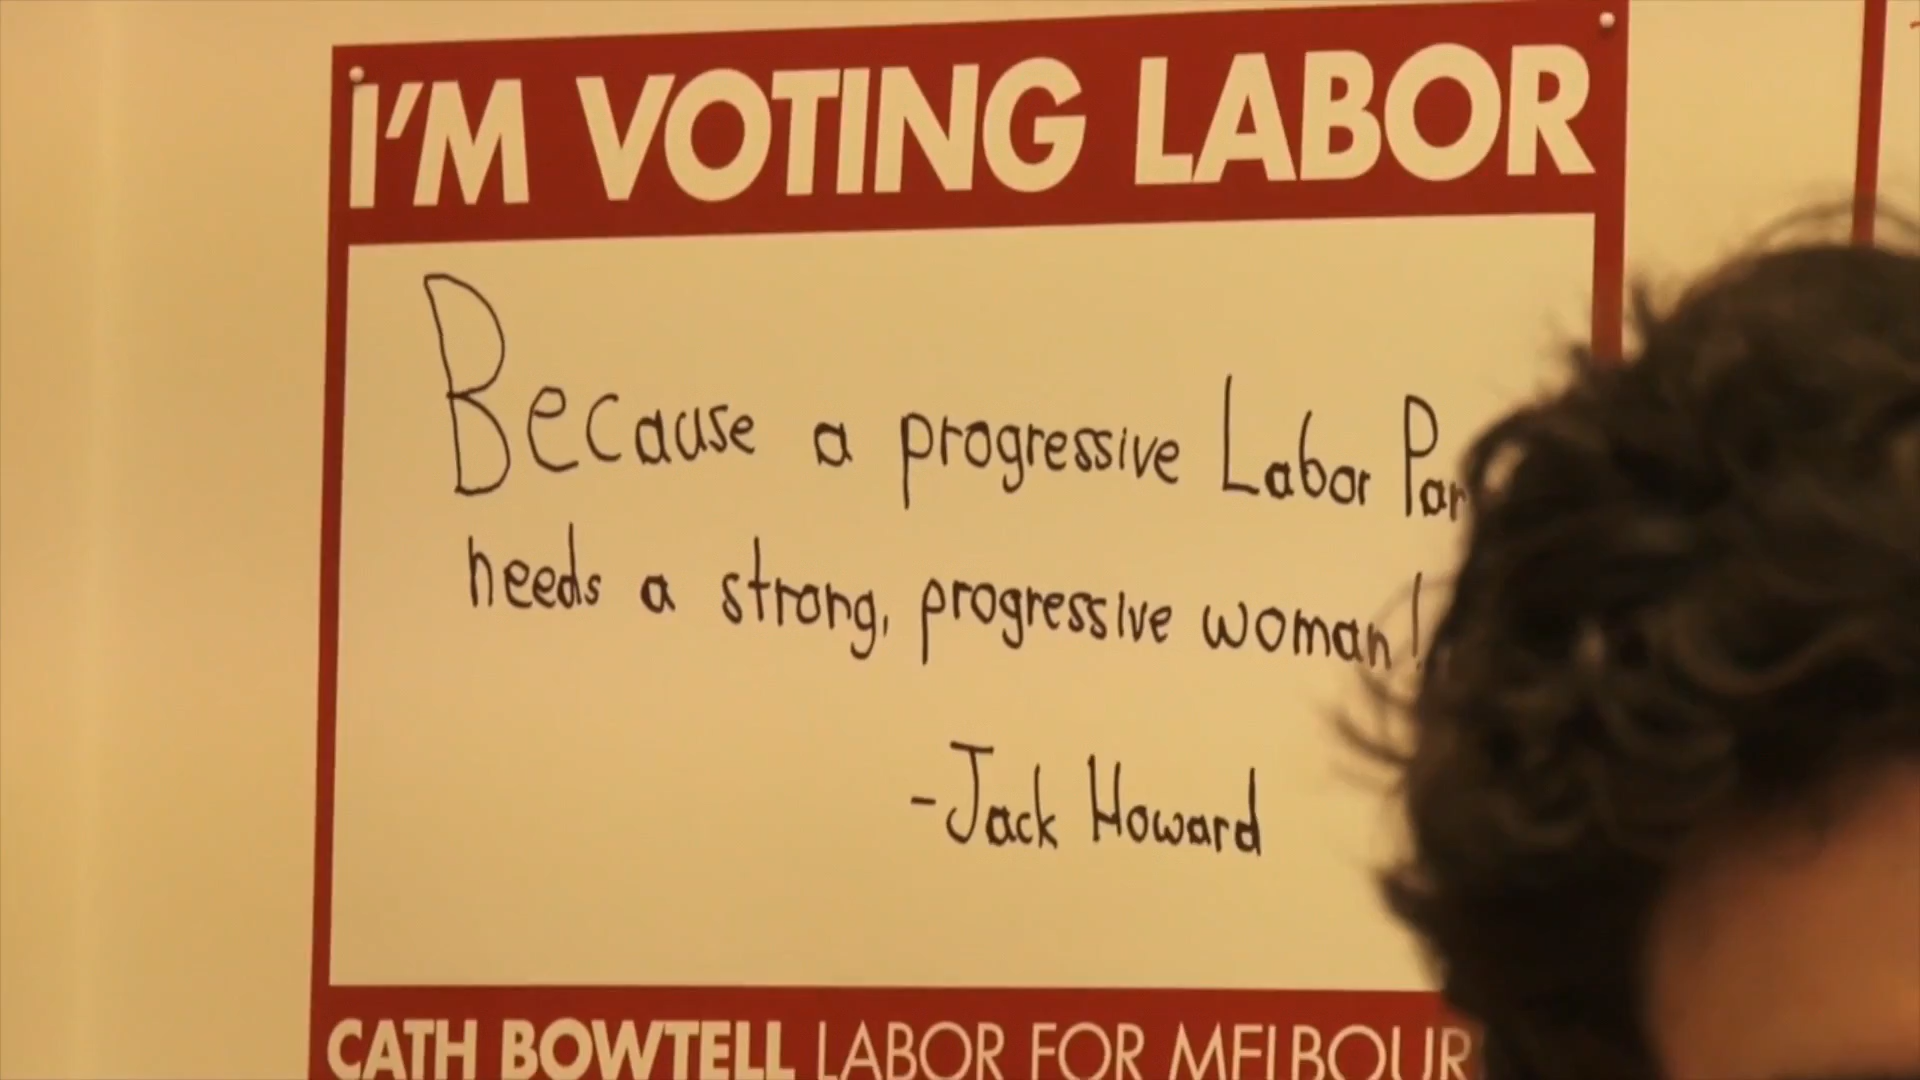 I'M VOTING LABOR
Because a progressive Labor Par
needs a strong, progressive woman!
-Jack Howard
CATH BOWTELL LABOR FOR MELBOUR